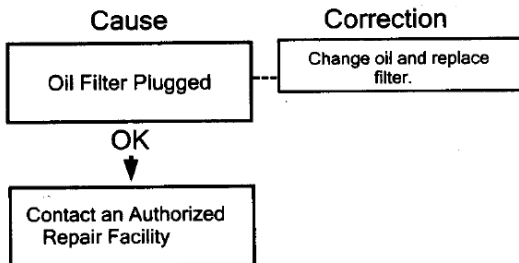 Cause
Correction
Oil Filter Plugged
Change oil and replace
filter.
OK
Contact an Authorized
Repair Facility